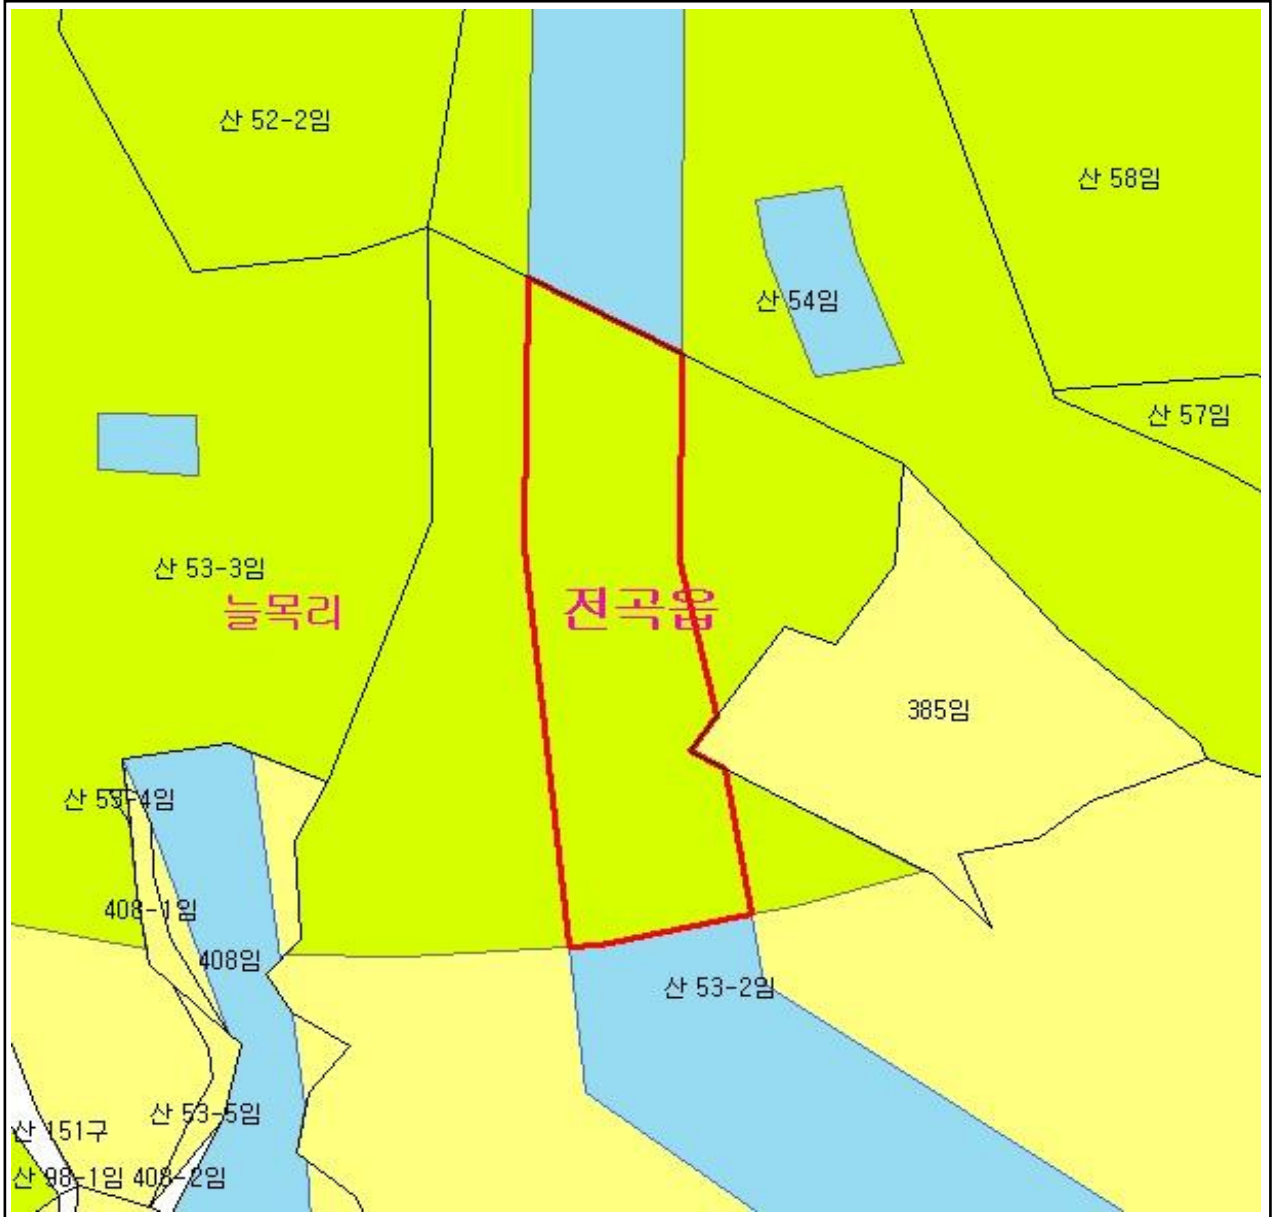 산 52-2임
산 58임
산 54임
산 57임
산 53-3임
늘목리
전곡읍
385임
산 53-4임
408-1임
408임
산 53-2임
산 53-5임
산 151구
산 98-1임
408-2임